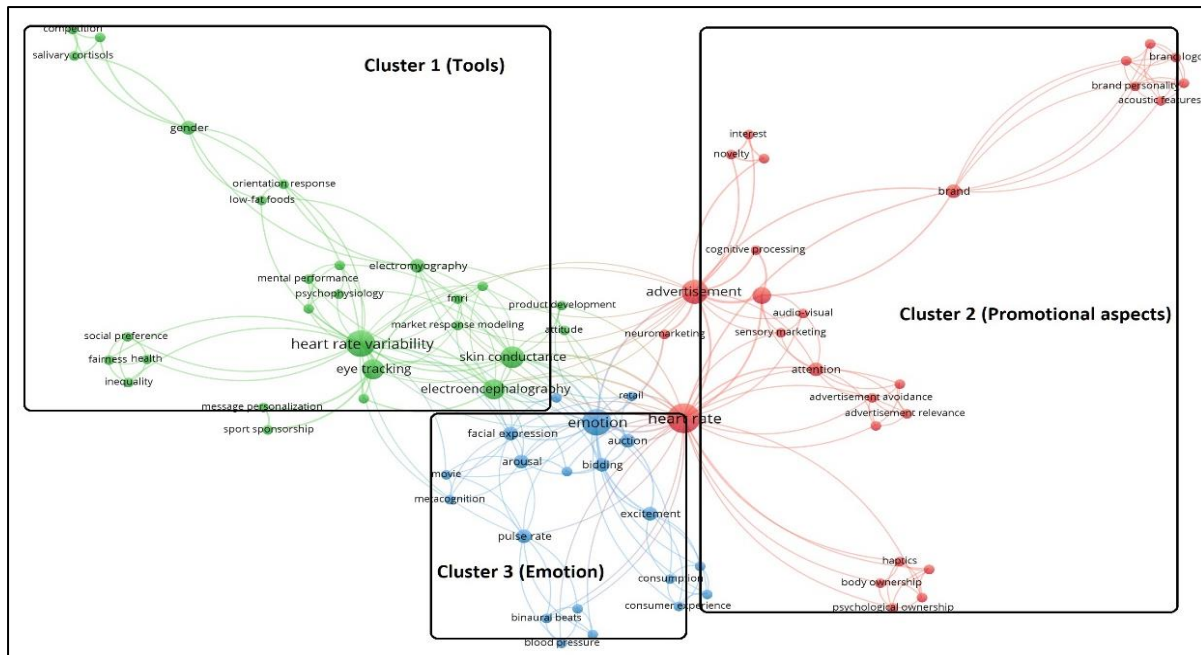 competition
salivary cortisols
Cluster 1 (Tools)
gender
orientation response
low-fat foods
electromyography
mental performance
psychophysiology
fmri
product development
market response modeling
attitude
social preference
heart rate variability
skin conductance
fairness
health
eye tracking
inequality
electroencephalography
message personalization
sport sponsorship
brand logo
brand personality
acoustic features
interest
novelty
brand
cognitive processing
advertisement
audio-visual
Cluster 2 (Promotional aspects)
neuromarketing
sensory marketing
attention
advertisement avoidance
advertisement relevance
heart rate
haptics
body ownership
psychological ownership
retail
emotion
facial expression
auction
arousal
bidding
movie
metacognition
excitement
pulse rate
Cluster 3 (Emotion)
consumption
consumer experience
binaural beats
blood pressure